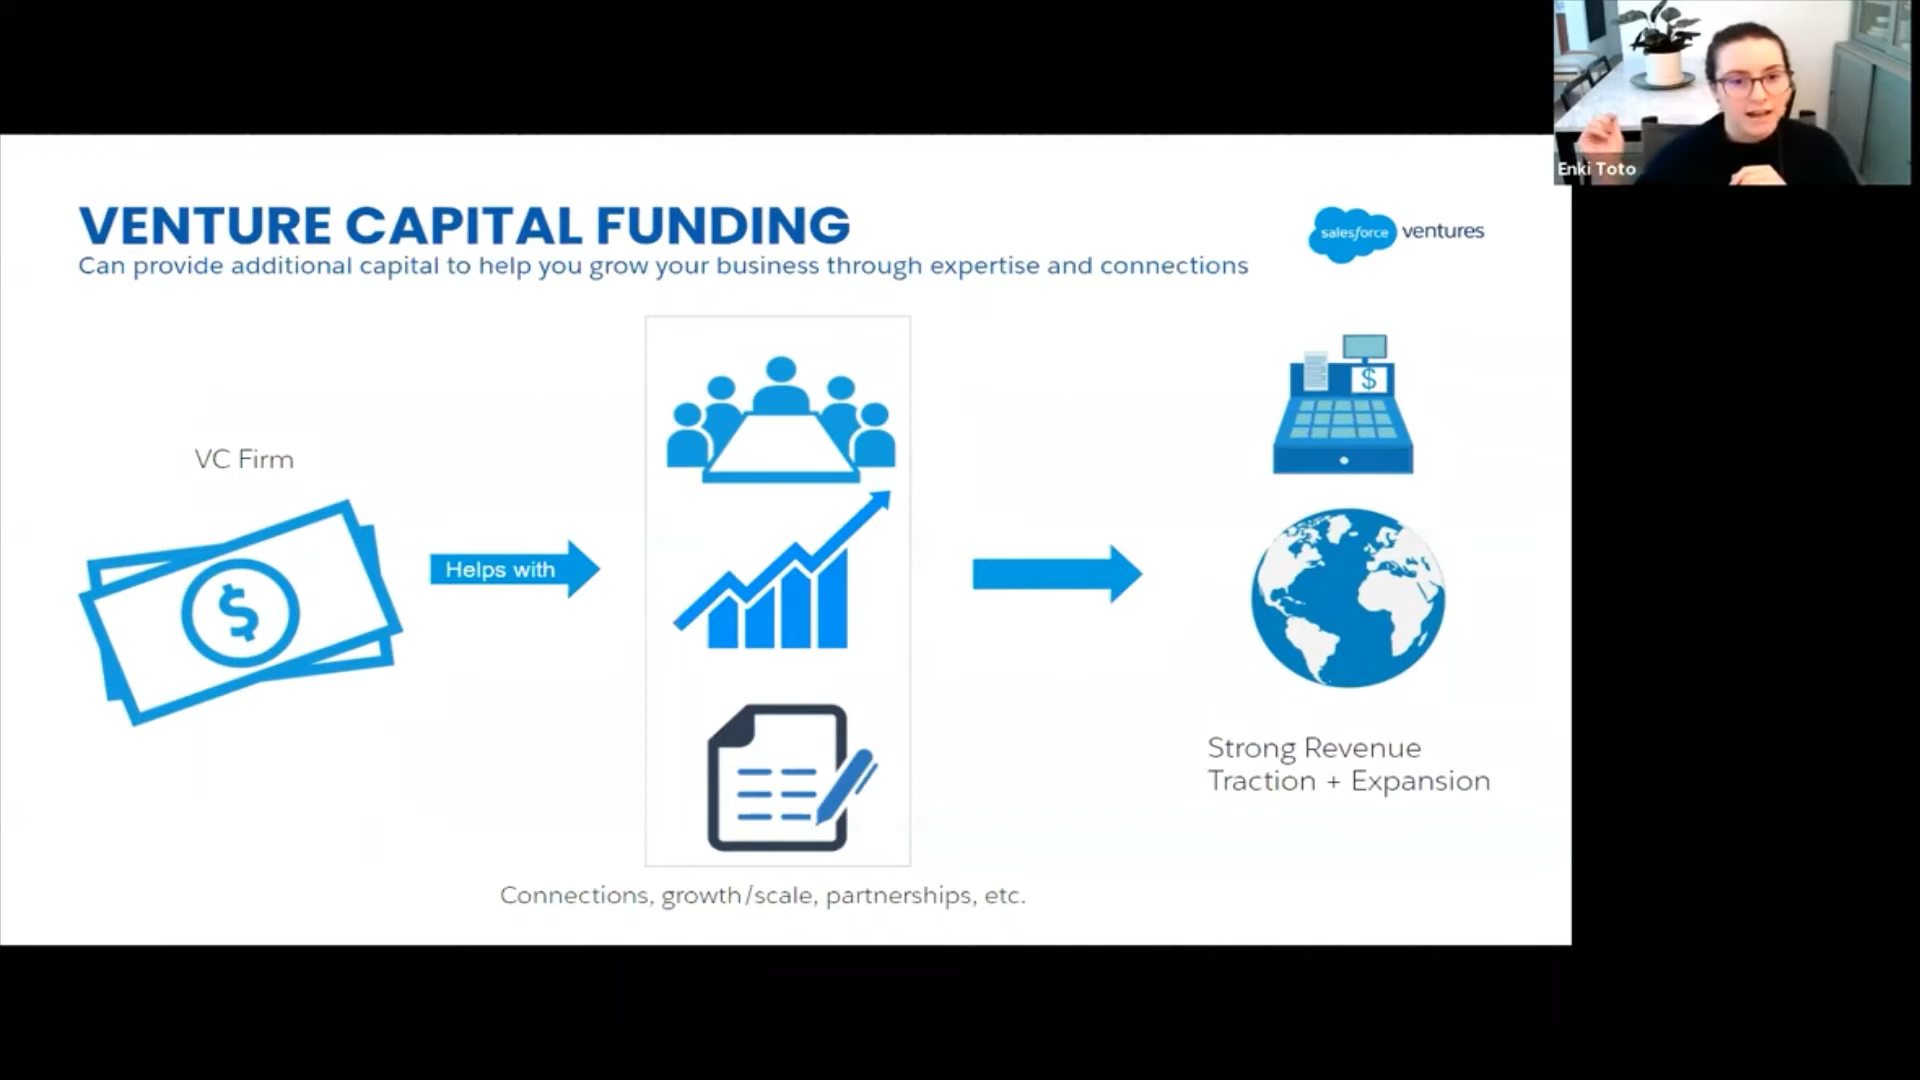 Enki Toto
VENTURE CAPITAL FUNDING
Can provide additional capital to help you grow your business through expertise and connections
salesforce ventures
VC Firm
$
Helps with
$
Strong Revenue
Traction + Expansion
Connections, growth/scale, partnerships, etc.